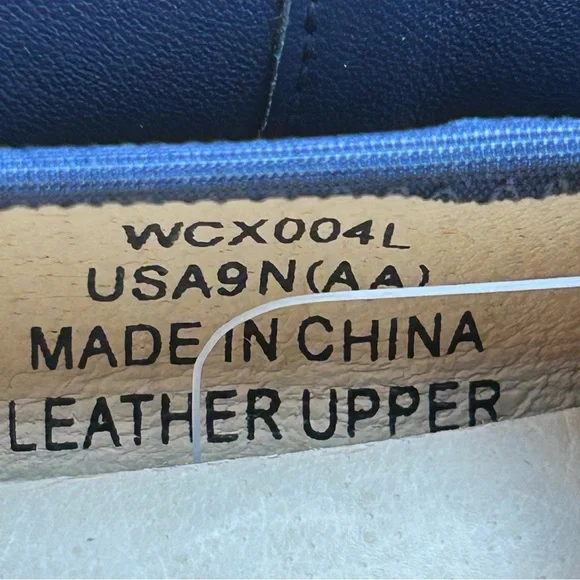 WCX004L
USA9N(AA)
MADE IN CHINA
LEATHER UPPER